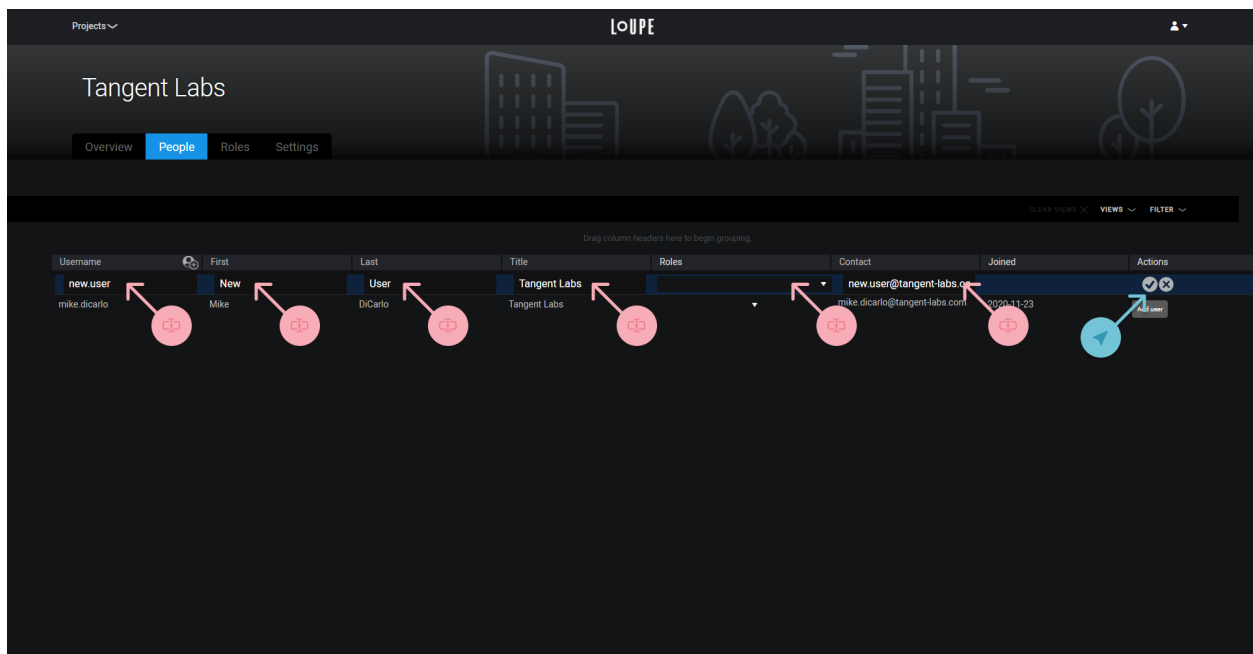 Projects
LOUPE
Tangent Labs
Overview People Roles Settings
CLEAR VIEWS VIEWS FILTER
Drag column headers here to begin grouping.
Username First Last Title Roles Contact Joined Actions
new.user New User Tangent Labs new.user@tangent-labs.co
mike.dicarlo Mike DiCarlo Tangent Labs mike.dicarlo@tangent-labs.com 2020-11-23 Add user